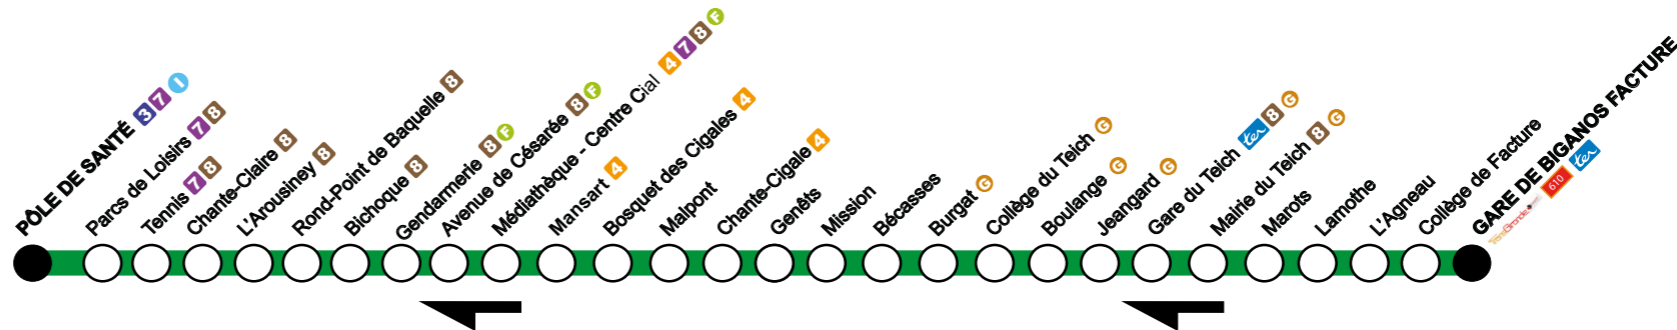 PÔLE DE SANTÉ 3 7 I
Parcs de Loisirs 7 8
Tennis 7 8
Chante-Claire 8
L'Arousiney 8
Rond-Point de Baquelle 8
Bichoque 8
Gendarmerie 8 F
Avenue de Césarée 8 F
Médiathèque - Centre Cial 4 7 8 F
Mansart 4
Bosquet des Cigales 4
Malpont
Chante-Cigale 4
Genêts
Mission
Bécasses
Burgat G
Collège du Teich G
Boulange G
Jeangard G
Gare du Teich ter 8 G
Mairie du Teich 8 G
Marots
Lamothe
L'Agneau
Collège de Facture
GARE DE BIGANOS FACTURE
TransGironde 610 ter